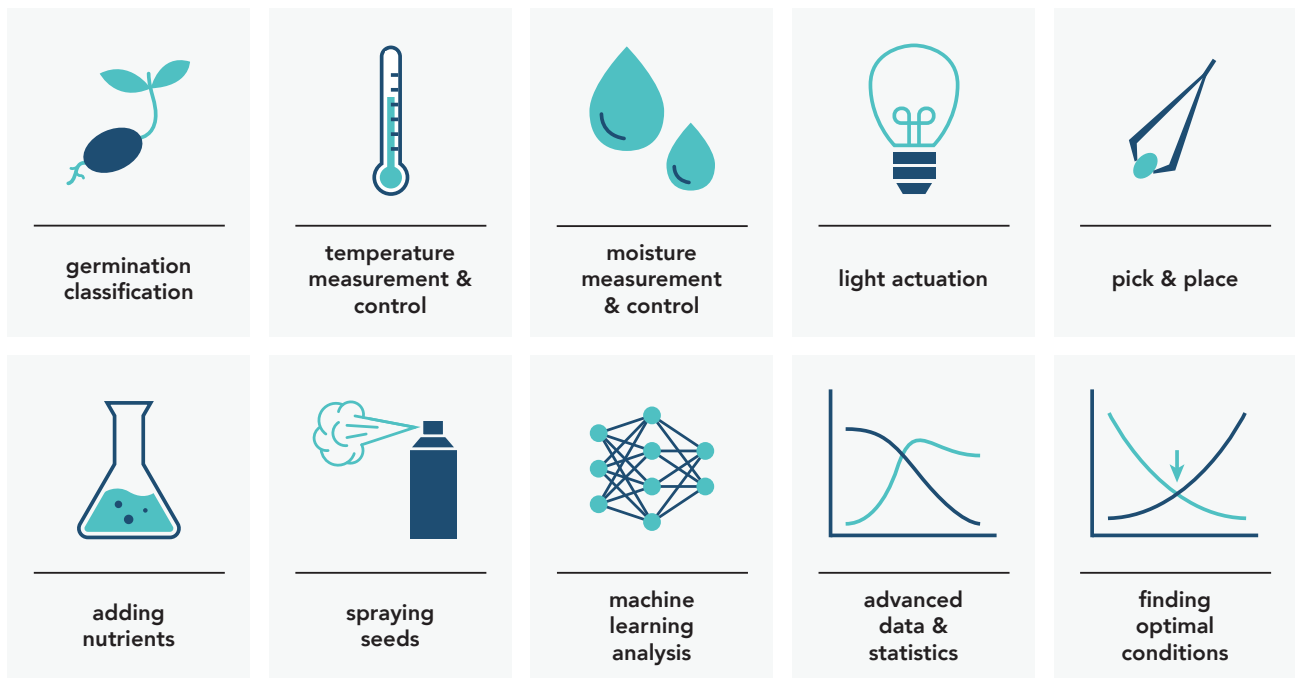 germination
classification
temperature
measurement &
control
moisture
measurement
& control
light actuation
pick & place
adding
nutrients
spraying
seeds
machine
learning
analysis
advanced
data &
statistics
finding
optimal
conditions